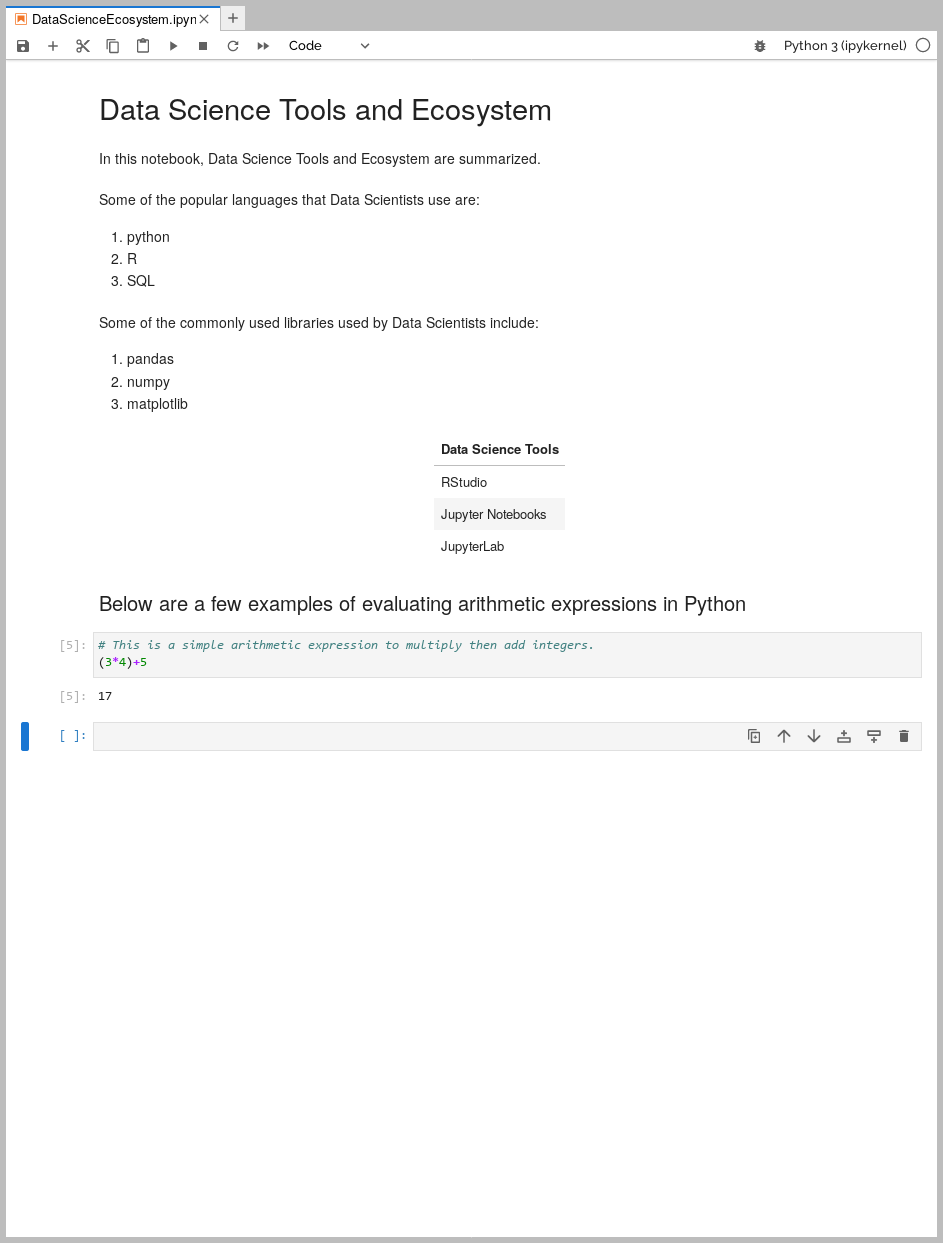 DataScienceEcosystem.ipyn
Code
Python 3 (ipykernel)
Data Science Tools and Ecosystem
In this notebook, Data Science Tools and Ecosystem are summarized.
Some of the popular languages that Data Scientists use are:
1. python
2. R
3. SQL
Some of the commonly used libraries used by Data Scientists include:
1. pandas
2. numpy
3. matplotlib
Data Science Tools
RStudio
Jupyter Notebooks
JupyterLab
Below are a few examples of evaluating arithmetic expressions in Python
[5]: # This is a simple arithmetic expression to multiply then add integers.
(3*4)+5
[5]: 17
[ ]: